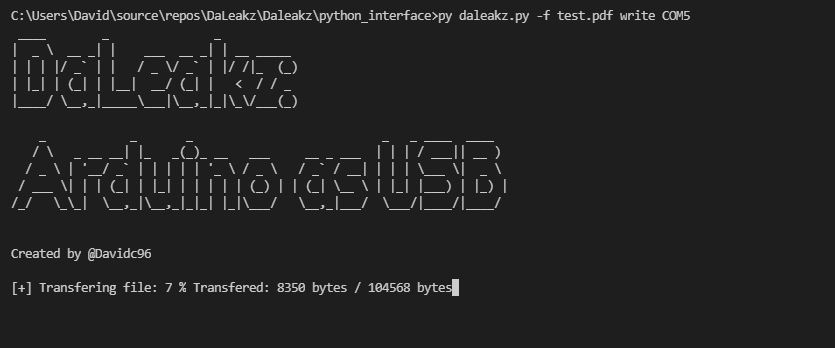 C:\Users\David\source\repos\DaLeakz\Daleakz\python_interface>py daleakz.py -f test.pdf write COM5
DaLeakz:
Arduino as USB
Created by @Davidc96
[+] Transfering file: 7 % Transfered: 8350 bytes / 104568 bytes